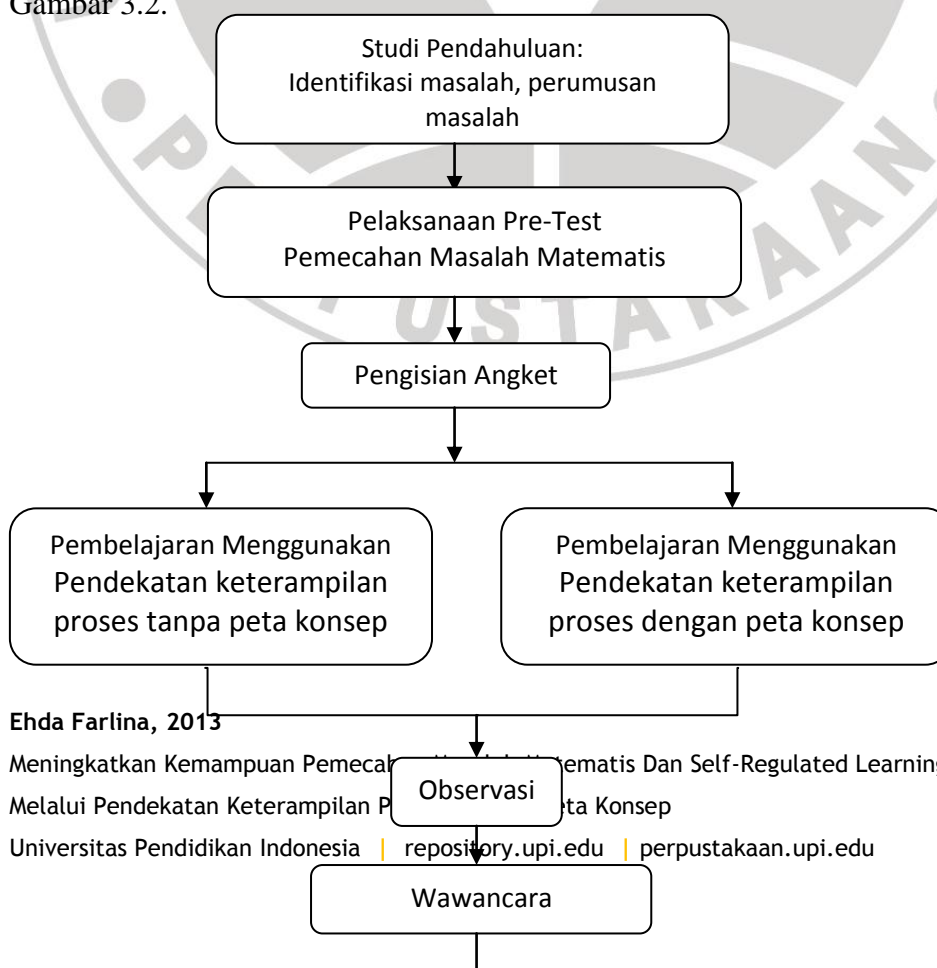 Gambar 3.2.
Studi Pendahuluan:
Identifikasi masalah, perumusan
masalah
Pelaksanaan Pre-Test
Pemecahan Masalah Matematis
Pengisian Angket
Pembelajaran Menggunakan
Pendekatan keterampilan
proses tanpa peta konsep
Pembelajaran Menggunakan
Pendekatan keterampilan
proses dengan peta konsep
Ehda Farlina, 2013
Meningkatkan Kemampuan Dan Self-Regulated Learning
Melalui Pendekatan Keterampilan Konsep
Observasi
Universitas Pendidikan Indonesia | repository.upi.edu | perpustakaan.upi.edu
Wawancara